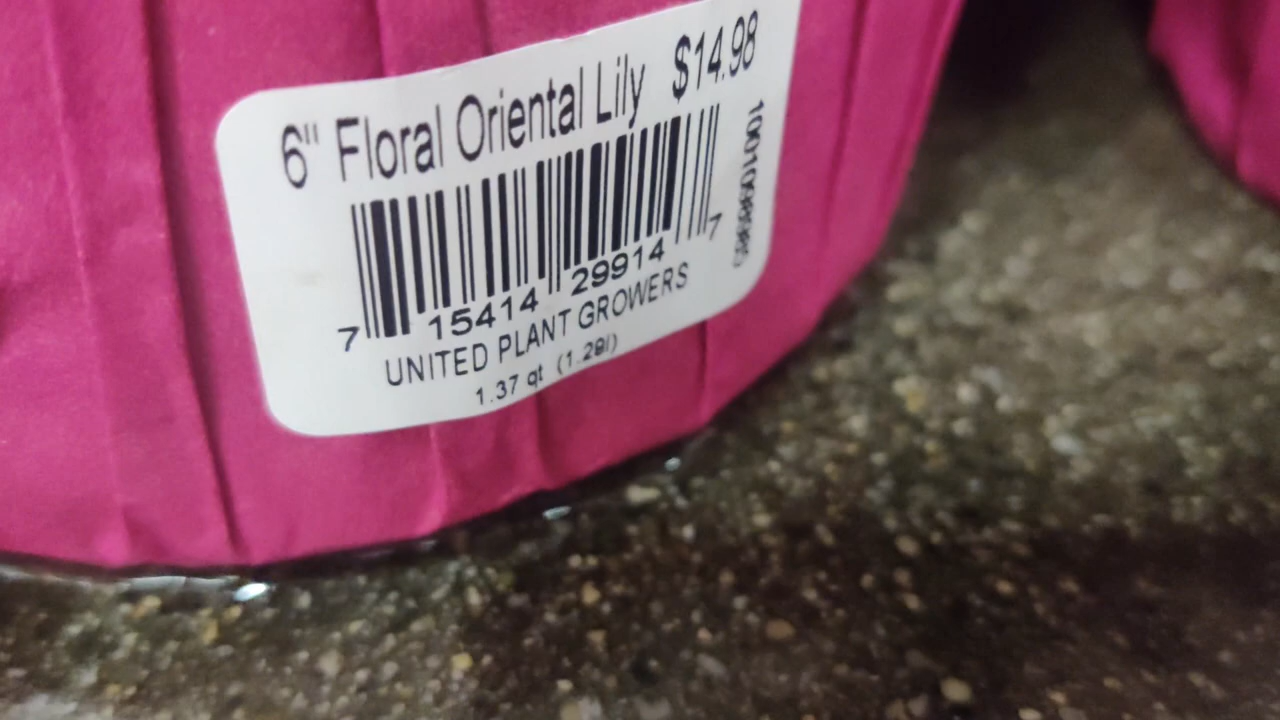 6" Floral Oriental Lily $14.98
7 15414 29914 7
UNITED PLANT GROWERS
1.37 qt (1.29l)